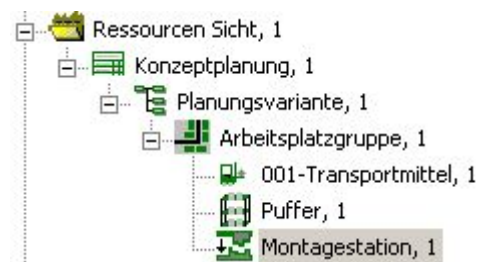 Ressourcen Sicht, 1
Konzeptplanung, 1
Planungsvariante, 1
Arbeitsplatzgruppe, 1
001-Transportmittel, 1
Puffer, 1
Montagestation, 1